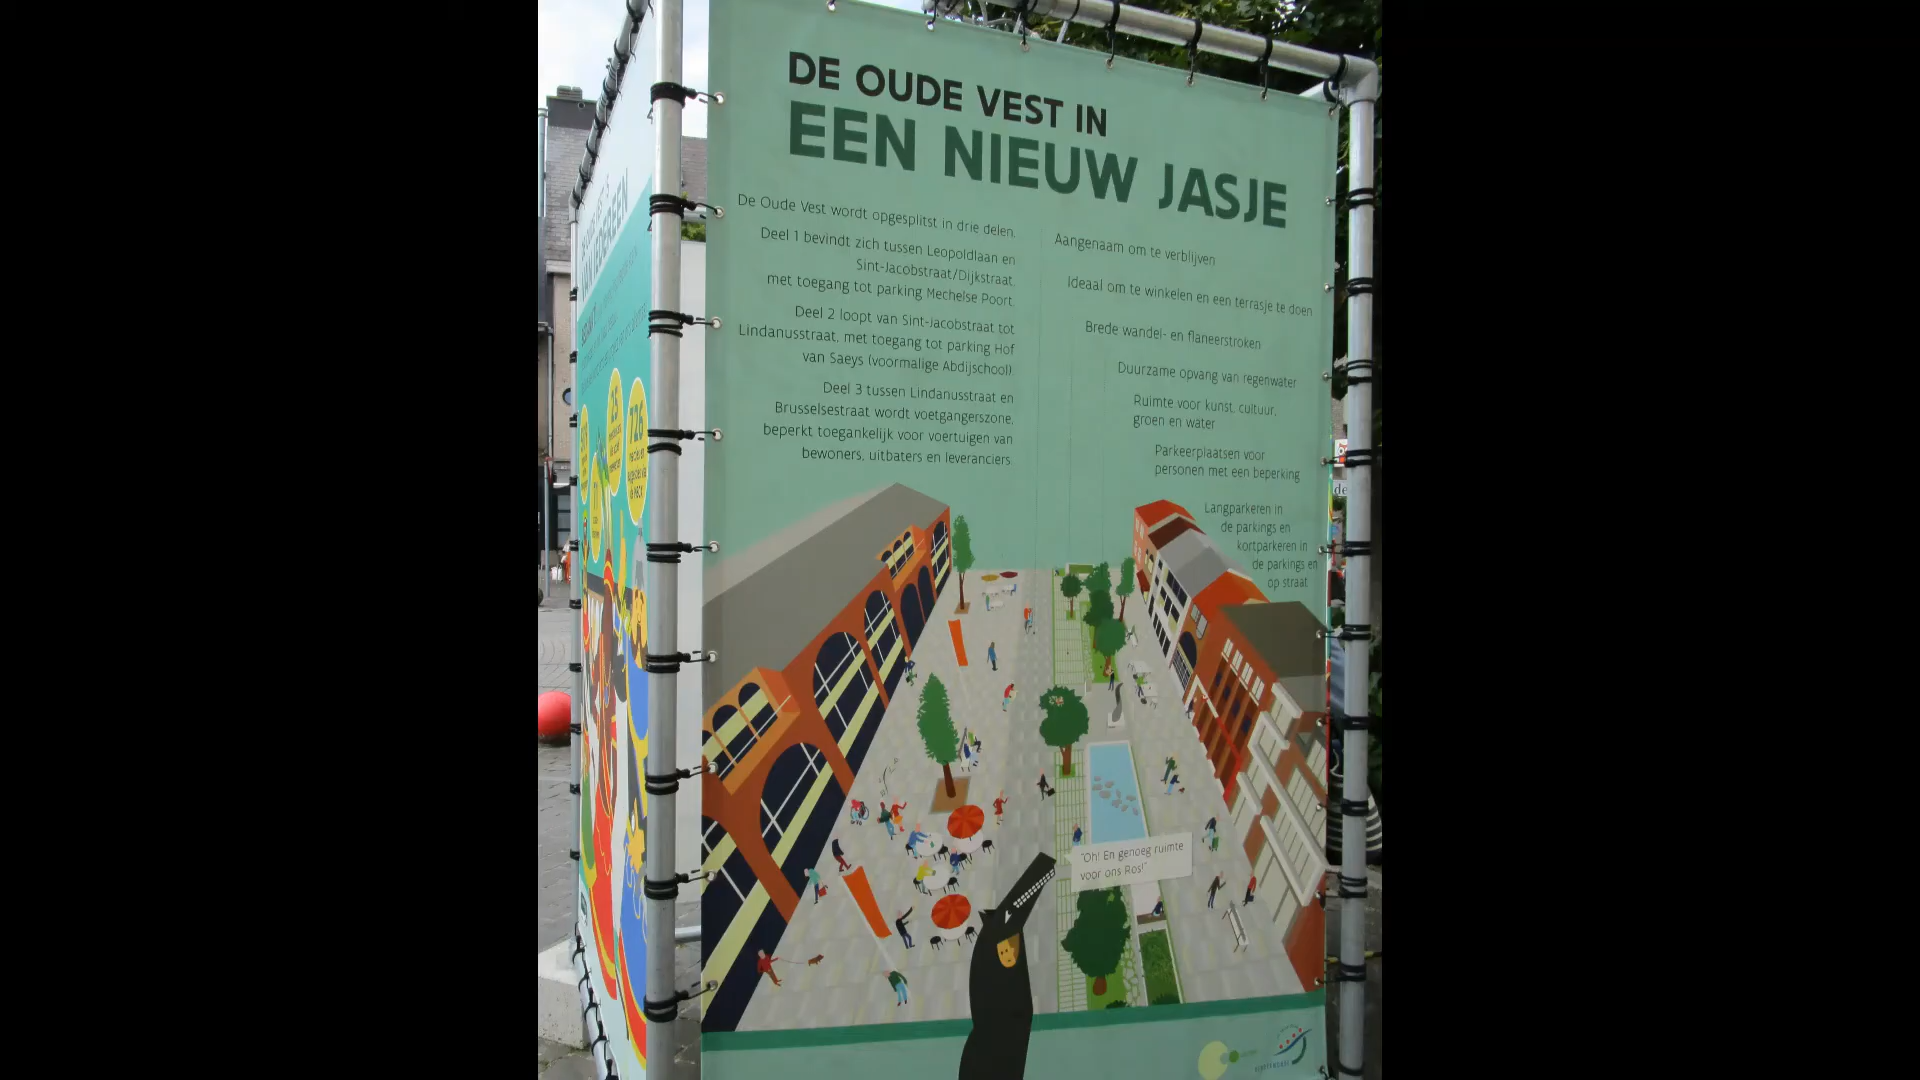 DE OUDE VEST IN
EEN NIEUW JASJE
De Oude Vest wordt opgesplitst in drie delen.
Deel 1 bevindt zich tussen Leopoldlaan en
Sint-Jacobstraat/Dijkstraat,
met toegang tot parking Mechelse Poort.
Deel 2 loopt van Sint-Jacobstraat tot
Lindanusstraat, met toegang tot parking Hof
van Saeys (voormalige Abdijschool).
Deel 3 tussen Lindanusstraat en
Brusselsestraat wordt voetgangerszone,
beperkt toegankelijk voor voertuigen van
bewoners, uitbaters en leveranciers.
Aangenaam om te verblijven
Ideaal om te winkelen en een terrasje te doen
Brede wandel- en flaneerstroken
Duurzame opvang van regenwater
Ruimte voor kunst, cultuur,
groen en water
Parkeerplaatsen voor
personen met een beperking
Langparkeren in
de parkings en
kortparkeren in
de parkings en
op straat
"Oh! En genoeg ruimte
voor ons Ros!"
VAN IEDEREEN
25
726
de